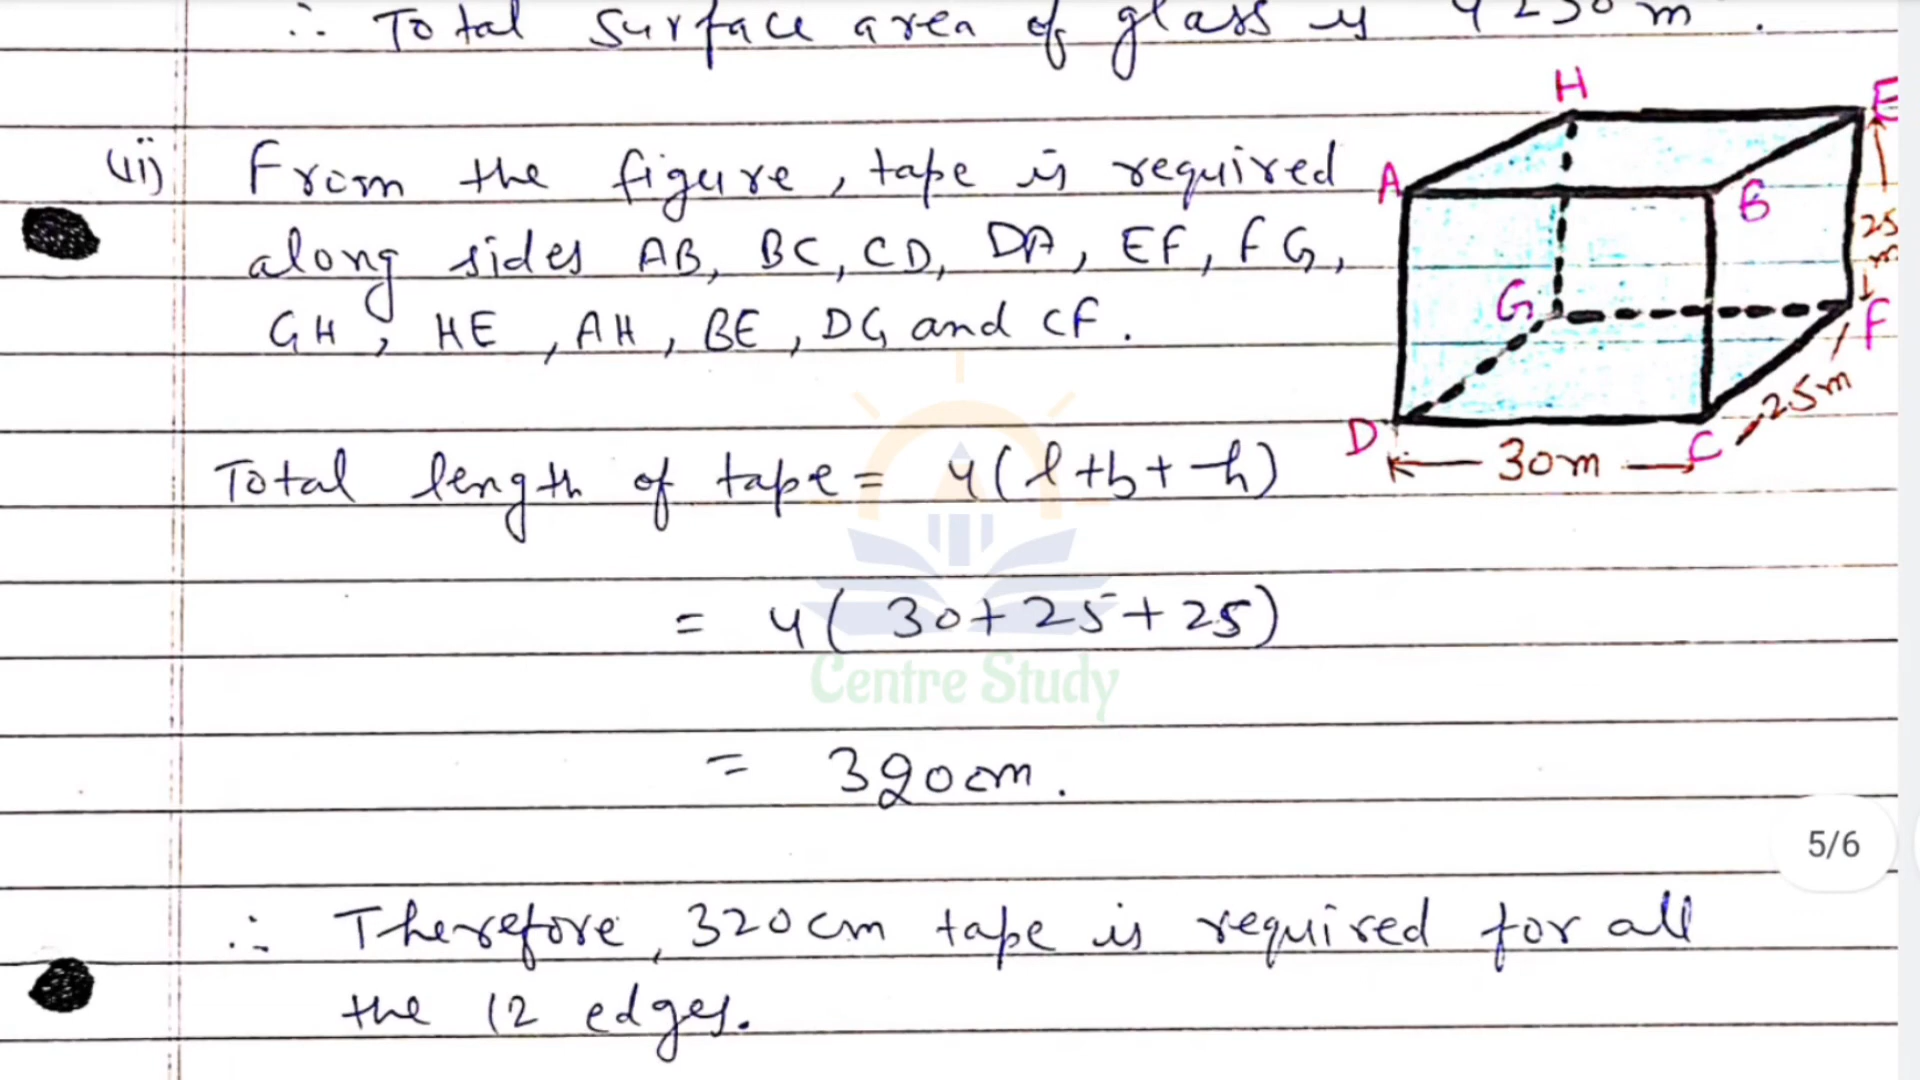 ∴ Total surface area of glass is 4250 m
(ii) From the figure, tape is required
along sides AB, BC, CD, DA, EF, FG,
GH, HE, AH, BE, DG and CF.
H
E
A
B
25
m
G
F
25m
D
C
30m
Total length of tape = 4(l+b+h)
= 4(30+25+25)
Centre Study
= 320cm.
5/6
∴ Therefore, 320cm tape is required for all
the 12 edges.